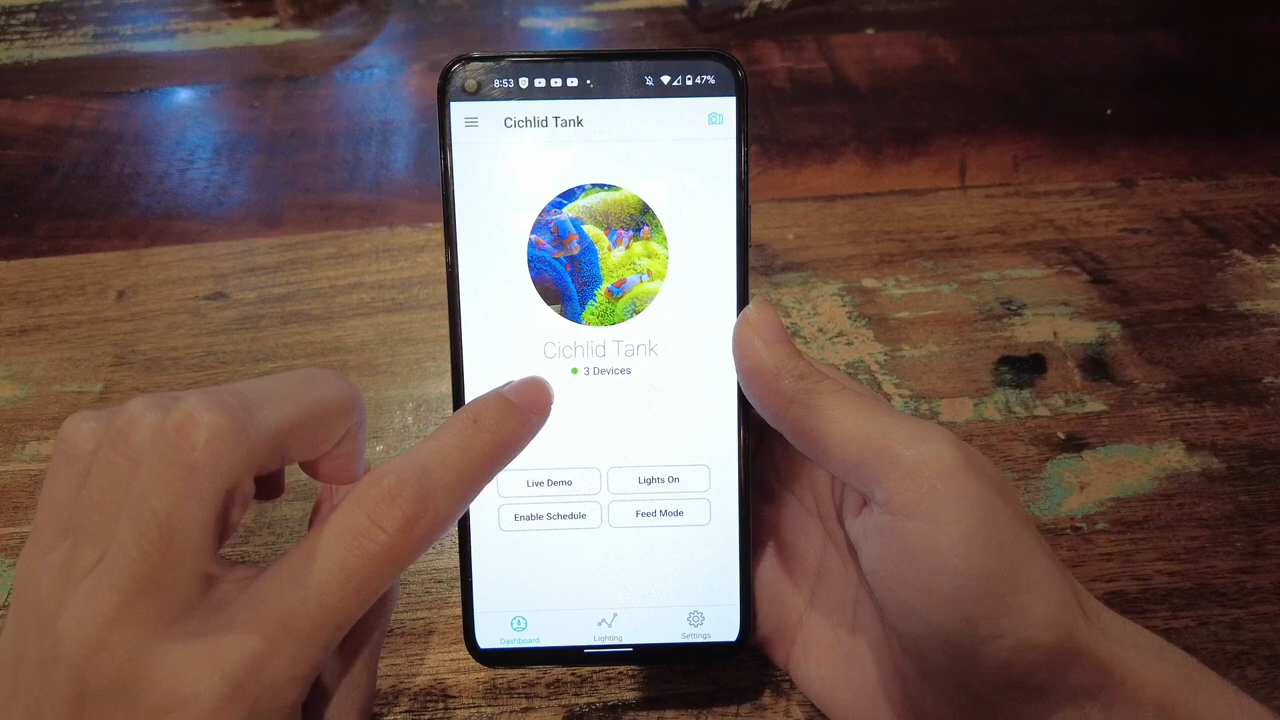 8:53 47%
Cichlid Tank
Cichlid Tank
3 Devices
Live Demo Lights On
Enable Schedule Feed Mode
Dashboard Lighting Settings